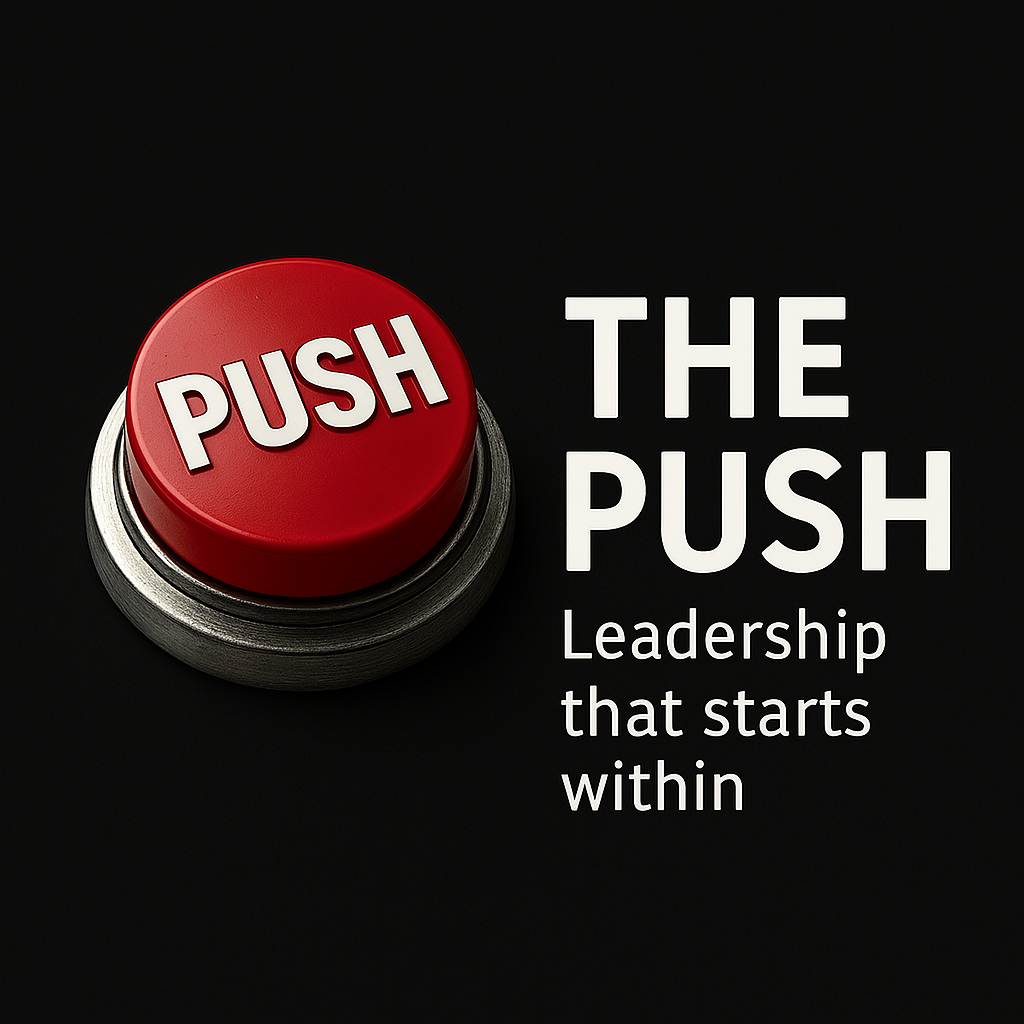 PUSH
THE
PUSH
Leadership
that starts
within